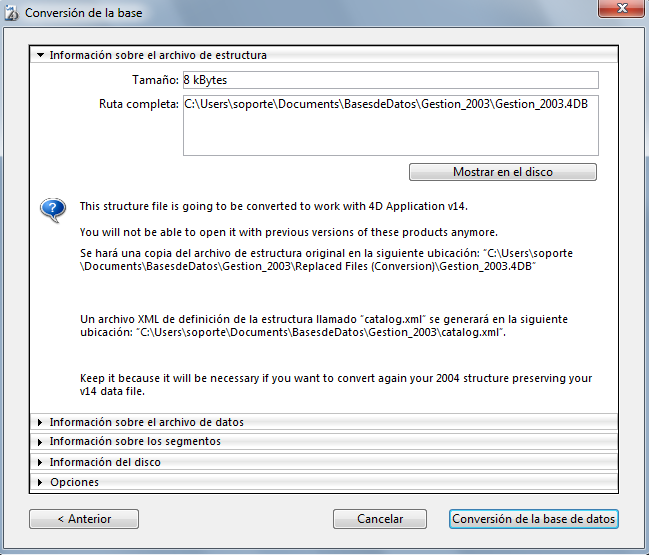 Conversión de la base
Información sobre el archivo de estructura
Tamaño: 8 kBytes
Ruta completa: C:\Users\soporte\Documents\BasesdeDatos\Gestion_2003\Gestion_2003.4DB
Mostrar en el disco
This structure file is going to be converted to work with 4D Application v14.
You will not be able to open it with previous versions of these products anymore.
Se hará una copia del archivo de estructura original en la siguiente ubicación: “C:\Users\soporte
\Documents\BasesdeDatos\Gestion_2003\Replaced Files (Conversion)\Gestion_2003.4DB”
Un archivo XML de definición de la estructura llamado “catalog.xml” se generará en la siguiente
ubicación: “C:\Users\soporte\Documents\BasesdeDatos\Gestion_2003\catalog.xml”.
Keep it because it will be necessary if you want to convert again your 2004 structure preserving your
v14 data file.
Información sobre el archivo de datos
Información sobre los segmentos
Información del disco
Opciones
< Anterior
Cancelar
Conversión de la base de datos